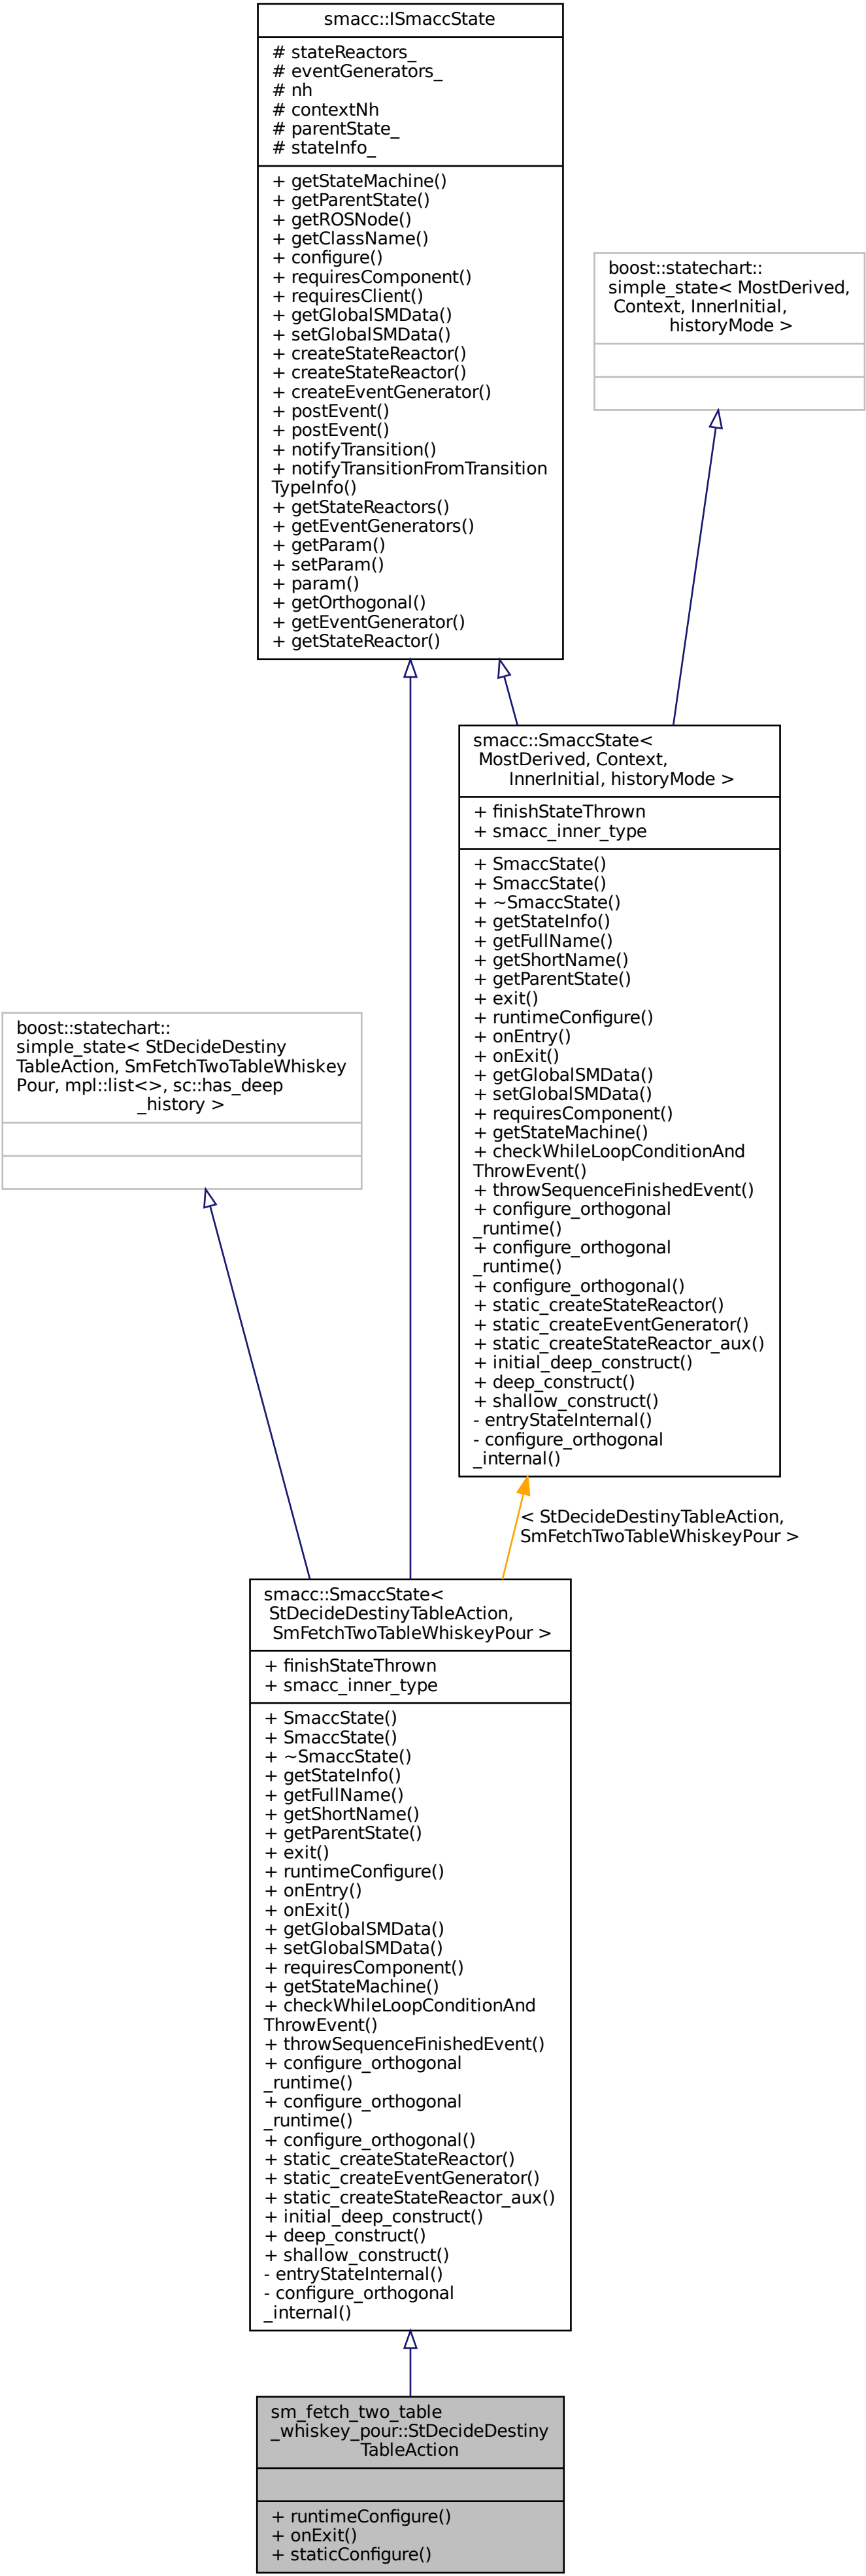 smacc::ISmaccState
# stateReactors_
# eventGenerators_
# nh
# contextNh
# parentState_
# stateInfo_
+ getStateMachine()
+ getParentState()
+ getROSNode()
+ getClassName()
+ configure()
+ requiresComponent()
+ requiresClient()
+ getGlobalSMData()
+ setGlobalSMData()
+ createStateReactor()
+ createStateReactor()
+ createEventGenerator()
+ postEvent()
+ postEvent()
+ notifyTransition()
+ notifyTransitionFromTransition
TypeInfo()
+ getStateReactors()
+ getEventGenerators()
+ getParam()
+ setParam()
+ param()
+ getOrthogonal()
+ getEventGenerator()
+ getStateReactor()
boost::statechart::
simple_state< MostDerived,
Context, InnerInitial,
historyMode >
smacc::SmaccState<
MostDerived, Context,
InnerInitial, historyMode >
+ finishStateThrown
+ smacc_inner_type
+ SmaccState()
+ SmaccState()
+ ~SmaccState()
+ getStateInfo()
+ getFullName()
+ getShortName()
+ getParentState()
+ exit()
+ runtimeConfigure()
+ onEntry()
+ onExit()
+ getGlobalSMData()
+ setGlobalSMData()
+ requiresComponent()
+ getStateMachine()
+ checkWhileLoopConditionAnd
ThrowEvent()
+ throwSequenceFinishedEvent()
+ configure_orthogonal
_runtime()
+ configure_orthogonal
_runtime()
+ configure_orthogonal()
+ static_createStateReactor()
+ static_createEventGenerator()
+ static_createStateReactor_aux()
+ initial_deep_construct()
+ deep_construct()
+ shallow_construct()
- entryStateInternal()
- configure_orthogonal
_internal()
boost::statechart::
simple_state< StDecideDestiny
TableAction, SmFetchTwoTableWhiskey
Pour, mpl::list<>, sc::has_deep
_history >
< StDecideDestinyTableAction,
SmFetchTwoTableWhiskeyPour >
smacc::SmaccState<
StDecideDestinyTableAction,
SmFetchTwoTableWhiskeyPour >
+ finishStateThrown
+ smacc_inner_type
+ SmaccState()
+ SmaccState()
+ ~SmaccState()
+ getStateInfo()
+ getFullName()
+ getShortName()
+ getParentState()
+ exit()
+ runtimeConfigure()
+ onEntry()
+ onExit()
+ getGlobalSMData()
+ setGlobalSMData()
+ requiresComponent()
+ getStateMachine()
+ checkWhileLoopConditionAnd
ThrowEvent()
+ throwSequenceFinishedEvent()
+ configure_orthogonal
_runtime()
+ configure_orthogonal
_runtime()
+ configure_orthogonal()
+ static_createStateReactor()
+ static_createEventGenerator()
+ static_createStateReactor_aux()
+ initial_deep_construct()
+ deep_construct()
+ shallow_construct()
- entryStateInternal()
- configure_orthogonal
_internal()
sm_fetch_two_table
_whiskey_pour::StDecideDestiny
TableAction
+ runtimeConfigure()
+ onExit()
+ staticConfigure()